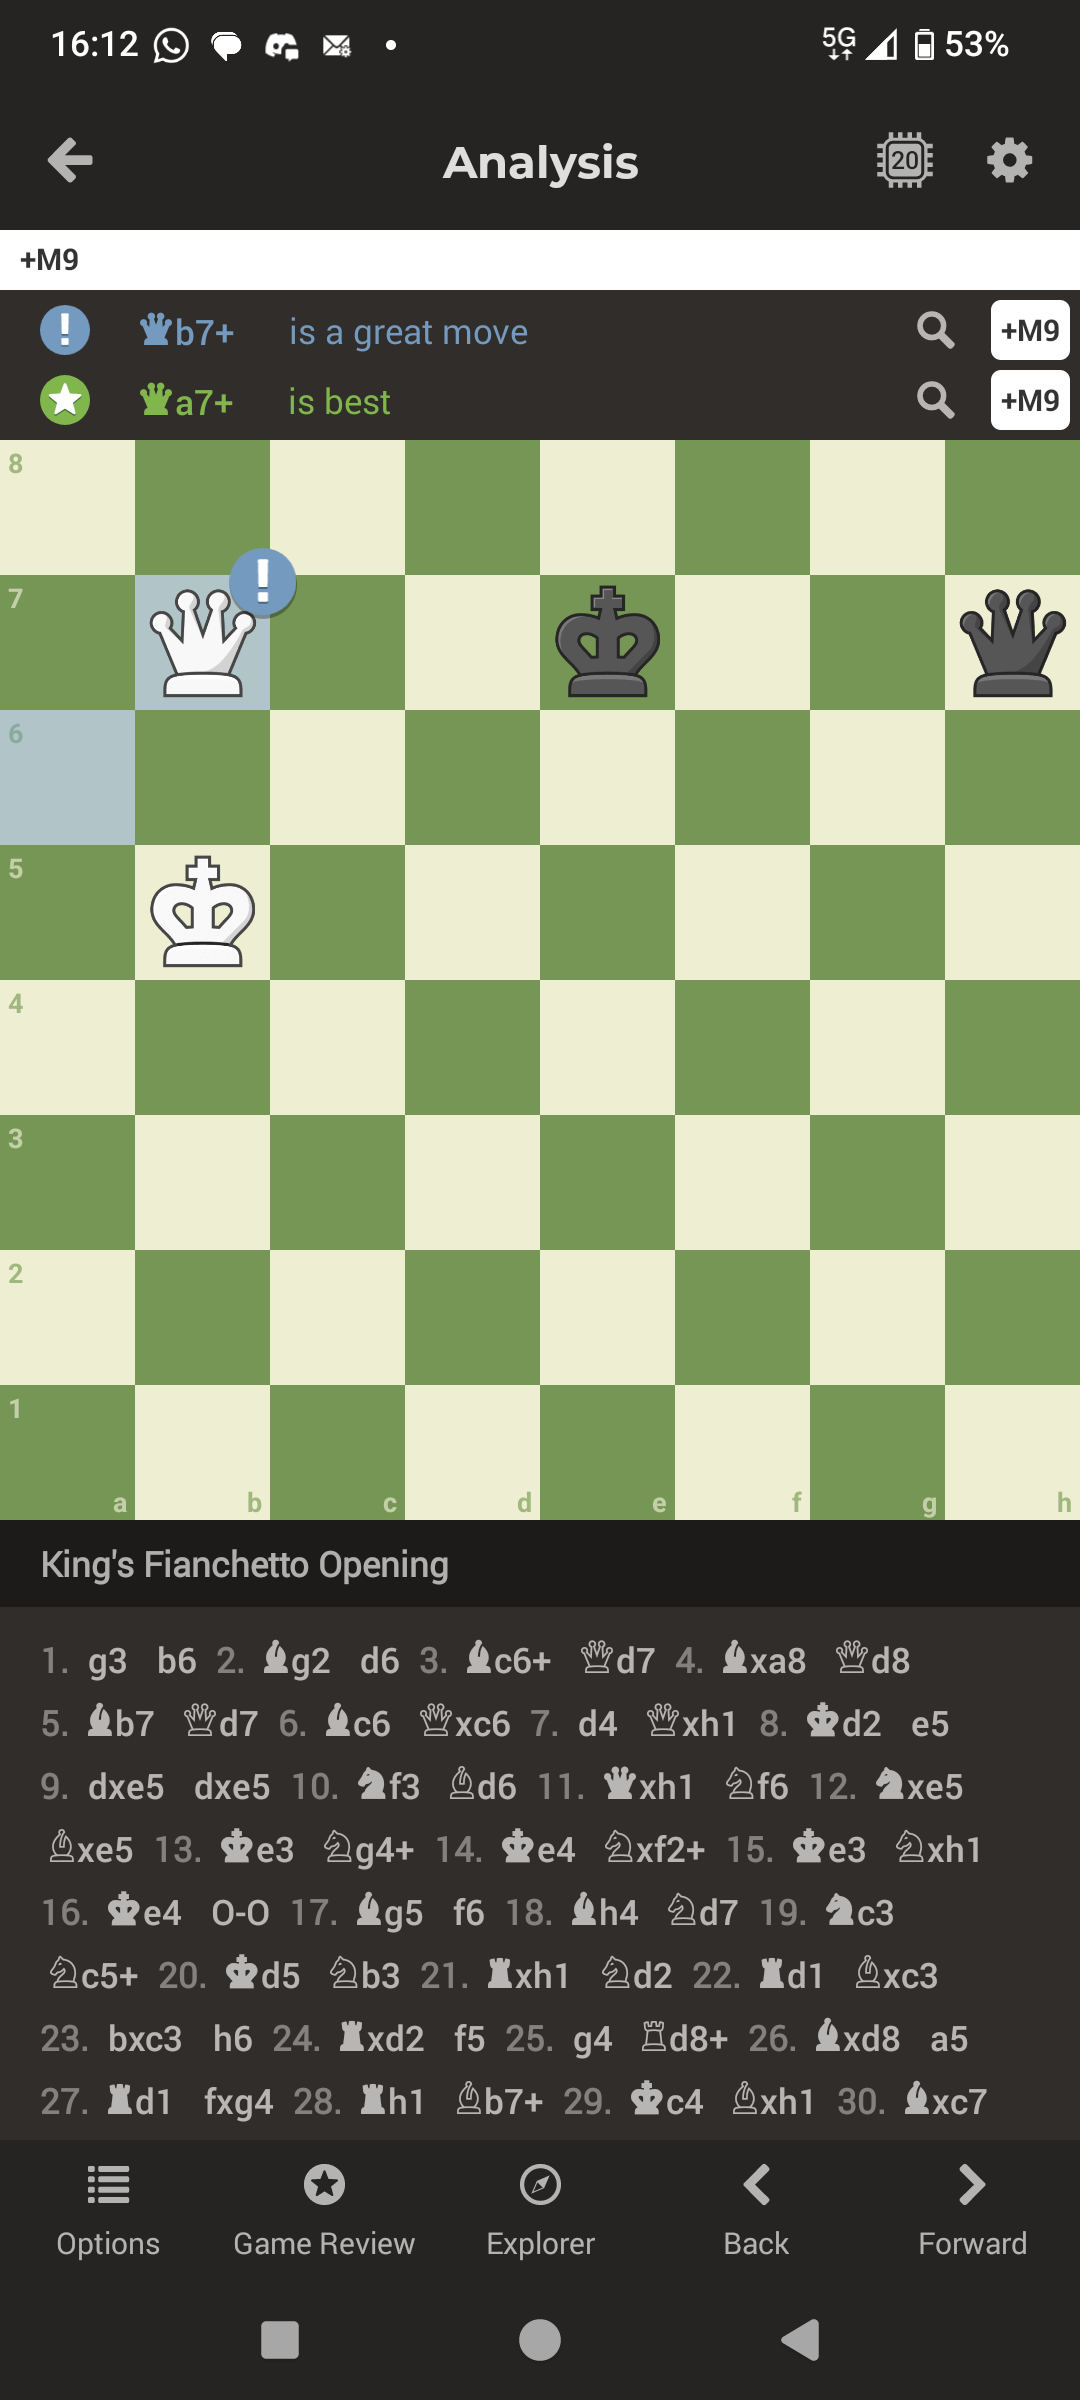 16:12 5G 53%
Analysis 20
+M9
! b7+ is a great move +M9
a7+ is best +M9
8
!
7
6
5
4
3
2
1
a b c d e f g h
King's Fianchetto Opening
1. g3 b6 2. g2 d6 3. c6+ d7 4. xa8 d8
5. b7 d7 6. c6 xc6 7. d4 xh1 8. d2 e5
9. dxe5 dxe5 10. f3 d6 11. xh1 f6 12. xe5
xe5 13. e3 g4+ 14. e4 xf2+ 15. e3 xh1
16. e4 O-O 17. g5 f6 18. h4 d7 19. c3
c5+ 20. d5 b3 21. xh1 d2 22. d1 xc3
23. bxc3 h6 24. xd2 f5 25. g4 d8+ 26. xd8 a5
27. d1 fxg4 28. h1 b7+ 29. c4 xh1 30. xc7
Options Game Review Explorer Back Forward